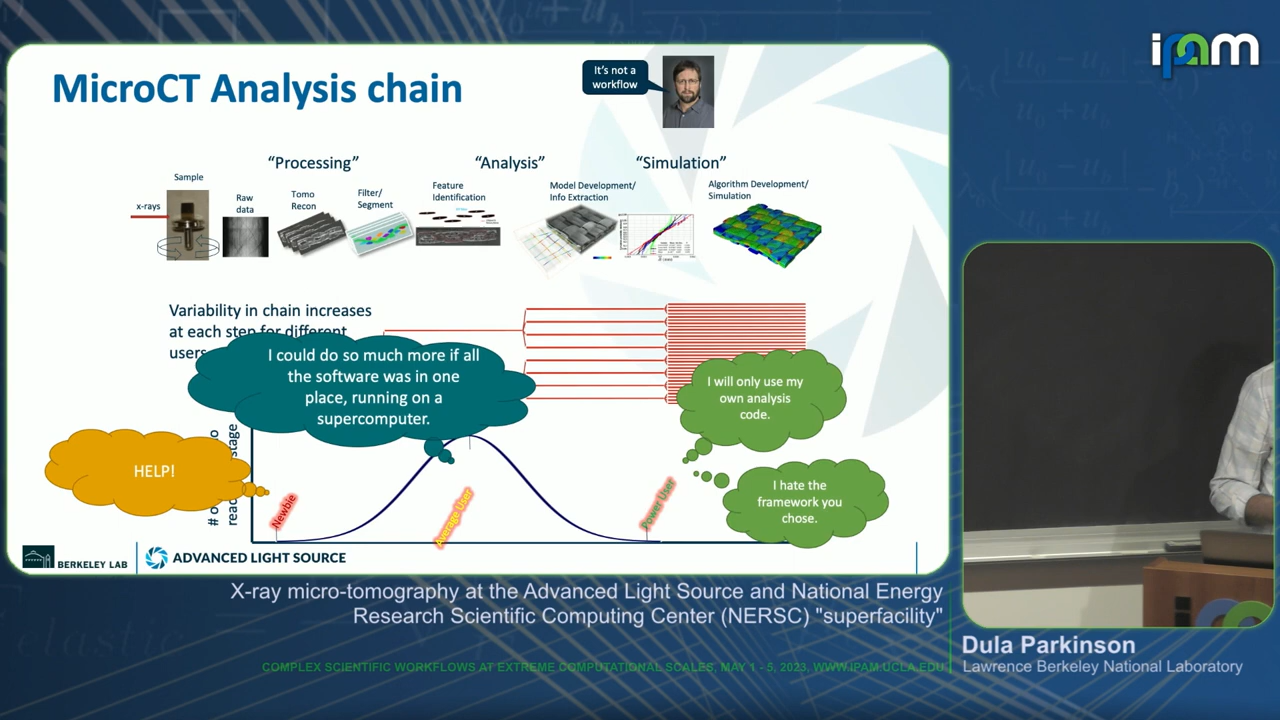 ipam
MicroCT Analysis chain
It's not a
workflow
“Processing”
“Analysis”
“Simulation”
Sample
x-rays
Raw
data
Tomo
Recon
Filter/
Segment
Feature
Identification
Model Development/
Info Extraction
Algorithm Development/
Simulation
Variability in chain increases
at each step for different
users
I could do so much more if all
the software was in one
place, running on a
supercomputer.
I will only use my
own analysis
code.
HELP!
I hate the
framework you
chose.
# o
reac
stage
Newbie
Average User
Power User
BERKELEY LAB
ADVANCED LIGHT SOURCE
X-ray micro-tomography at the Advanced Light Source and National Energy
Research Scientific Computing Center (NERSC) "superfacility"
COMPLEX SCIENTIFIC WORKFLOWS AT EXTREME COMPUTATIONAL SCALES, MAY 1 - 5, 2023, WWW.IPAM.UCLA.EDU
Dula Parkinson
Lawrence Berkeley National Laboratory